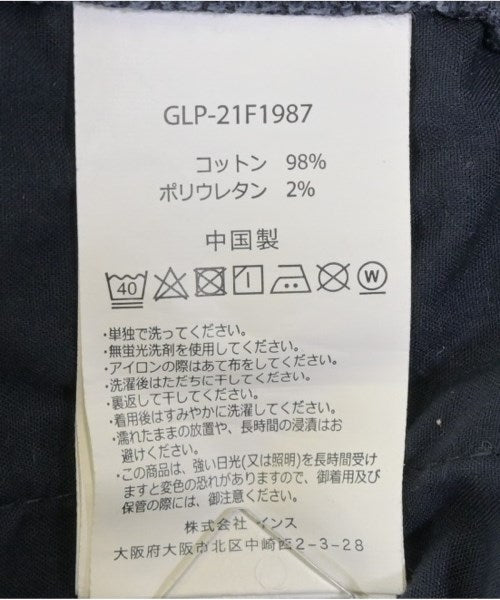 GLP-21F1987
コットン 98%
ポリウレタン 2%
中国製
40 W
・単独で洗ってください。
・無蛍光洗剤を使用してください。
・アイロンの際はあて布をしてください。
・洗濯後はただちに干してください。
・裏返して干してください。
・着用後はすみやかに洗濯してください。
・濡れたままの放置や、長時間の浸漬はお
避けください。
・この商品は、強い日光(又は照明)を長時間受け
ますと変色の恐れがありますので、御着用及び
保管の際には、御注意ください。
株式会社 インス
大阪府大阪市北区中崎西2-3-28